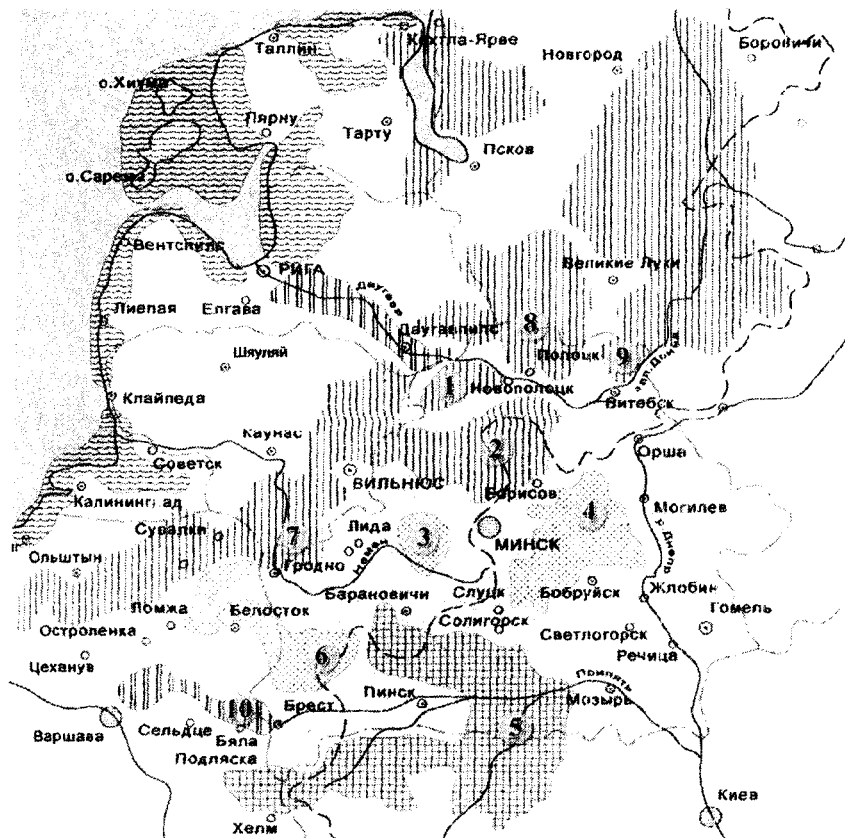 Таллин
Кохтла-Ярве
Новгород
Боровичи
о.Хиума
Пярну
Тарту
Псков
о.Сарема
Вентспилс
РИГА
Великие Луки
Даугава
Лиепая
Елгава
Даугавпилс
8
Шяуляй
Полоцк
9
Зап.Двина
1
Новополоцк
Клайпеда
Витебск
Каунас
2
Орша
Советск
ВИЛЬНЮС
Борисов
Калининград
4
Могилев
Сувалки
Лида
3
МИНСК
р.Днепр
7
Неман
Ольштын
Гродно
Барановичи
Слуцк
Бобруйск
Жлобин
Ломжа
Белосток
Солигорск
Гомель
Остроленка
Светлогорск
Цеханув
6
Речица
Припять
Пинск
Мозырь
10
Брест
5
Варшава
Сельдце
Бяла
Подляска
Киев
Хелм